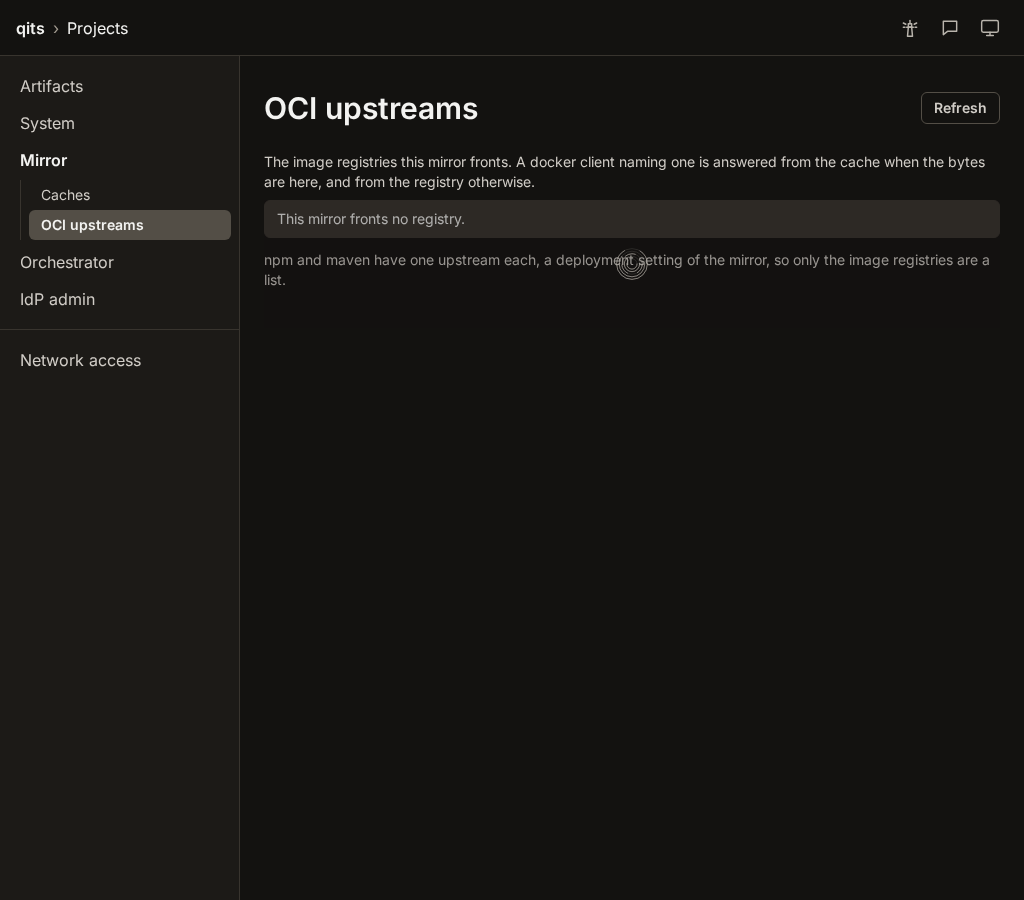 qits › Projects
Artifacts
System
Mirror
Caches
OCI upstreams
Orchestrator
IdP admin
Network access
OCI upstreams
Refresh
The image registries this mirror fronts. A docker client naming one is answered from the cache when the bytes
are here, and from the registry otherwise.
This mirror fronts no registry.
npm and maven have one upstream each, a deployment setting of the mirror, so only the image registries are a
list.